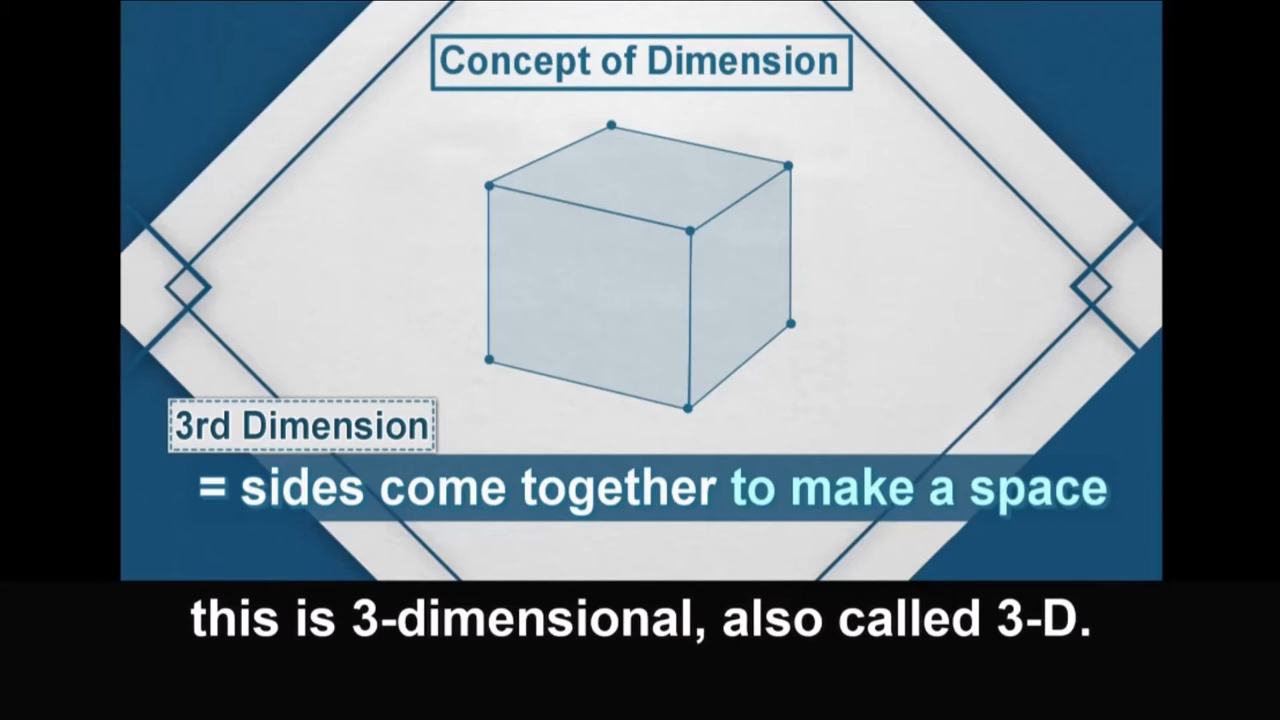 Concept of Dimension
3rd Dimension
= sides come together to make a space
this is 3-dimensional, also called 3-D.